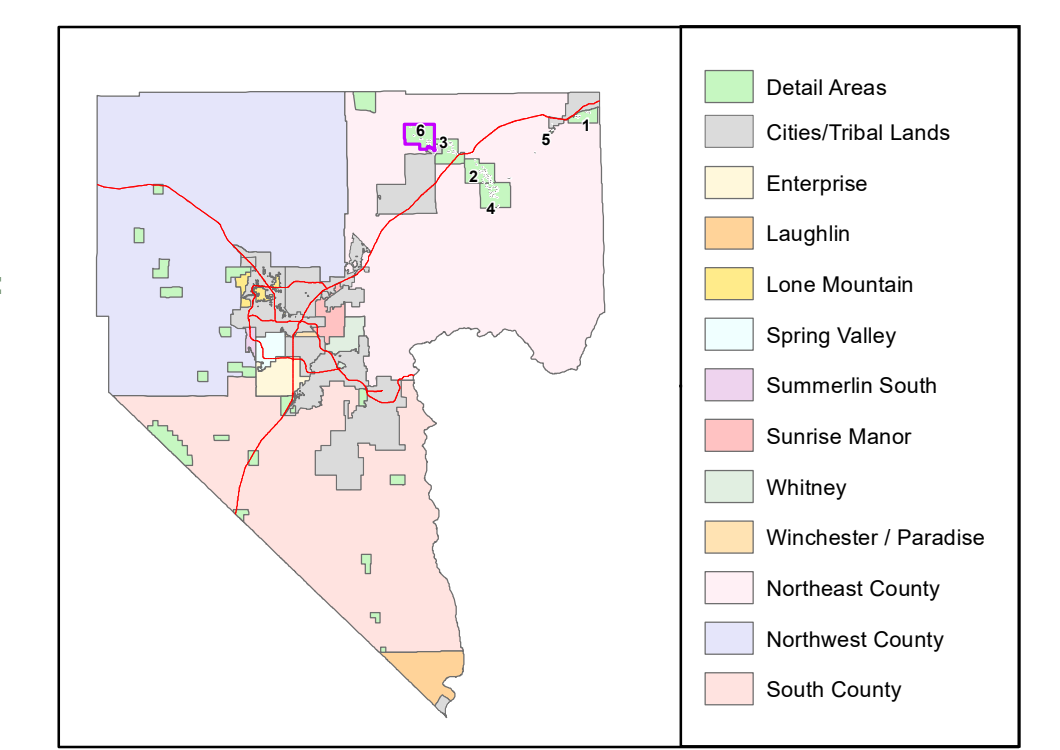 6
3
1
5
2
4
Detail Areas
Cities/Tribal Lands
Enterprise
Laughlin
Lone Mountain
Spring Valley
Summerlin South
Sunrise Manor
Whitney
Winchester / Paradise
Northeast County
Northwest County
South County